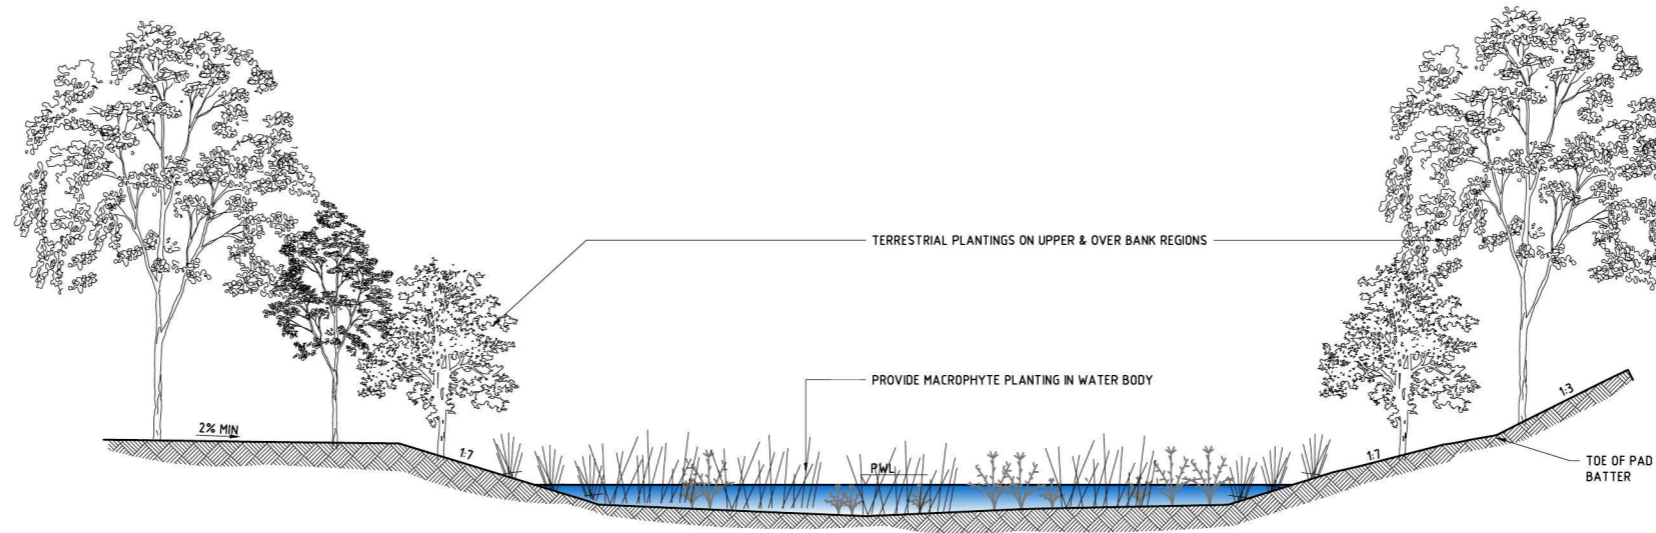 TERRESTRIAL PLANTINGS ON UPPER & OVER BANK REGIONS
PROVIDE MACROPHYTE PLANTING IN WATER BODY
2% MIN
1:7
PWL
1:7
1:3
TOE OF PAD
BATTER